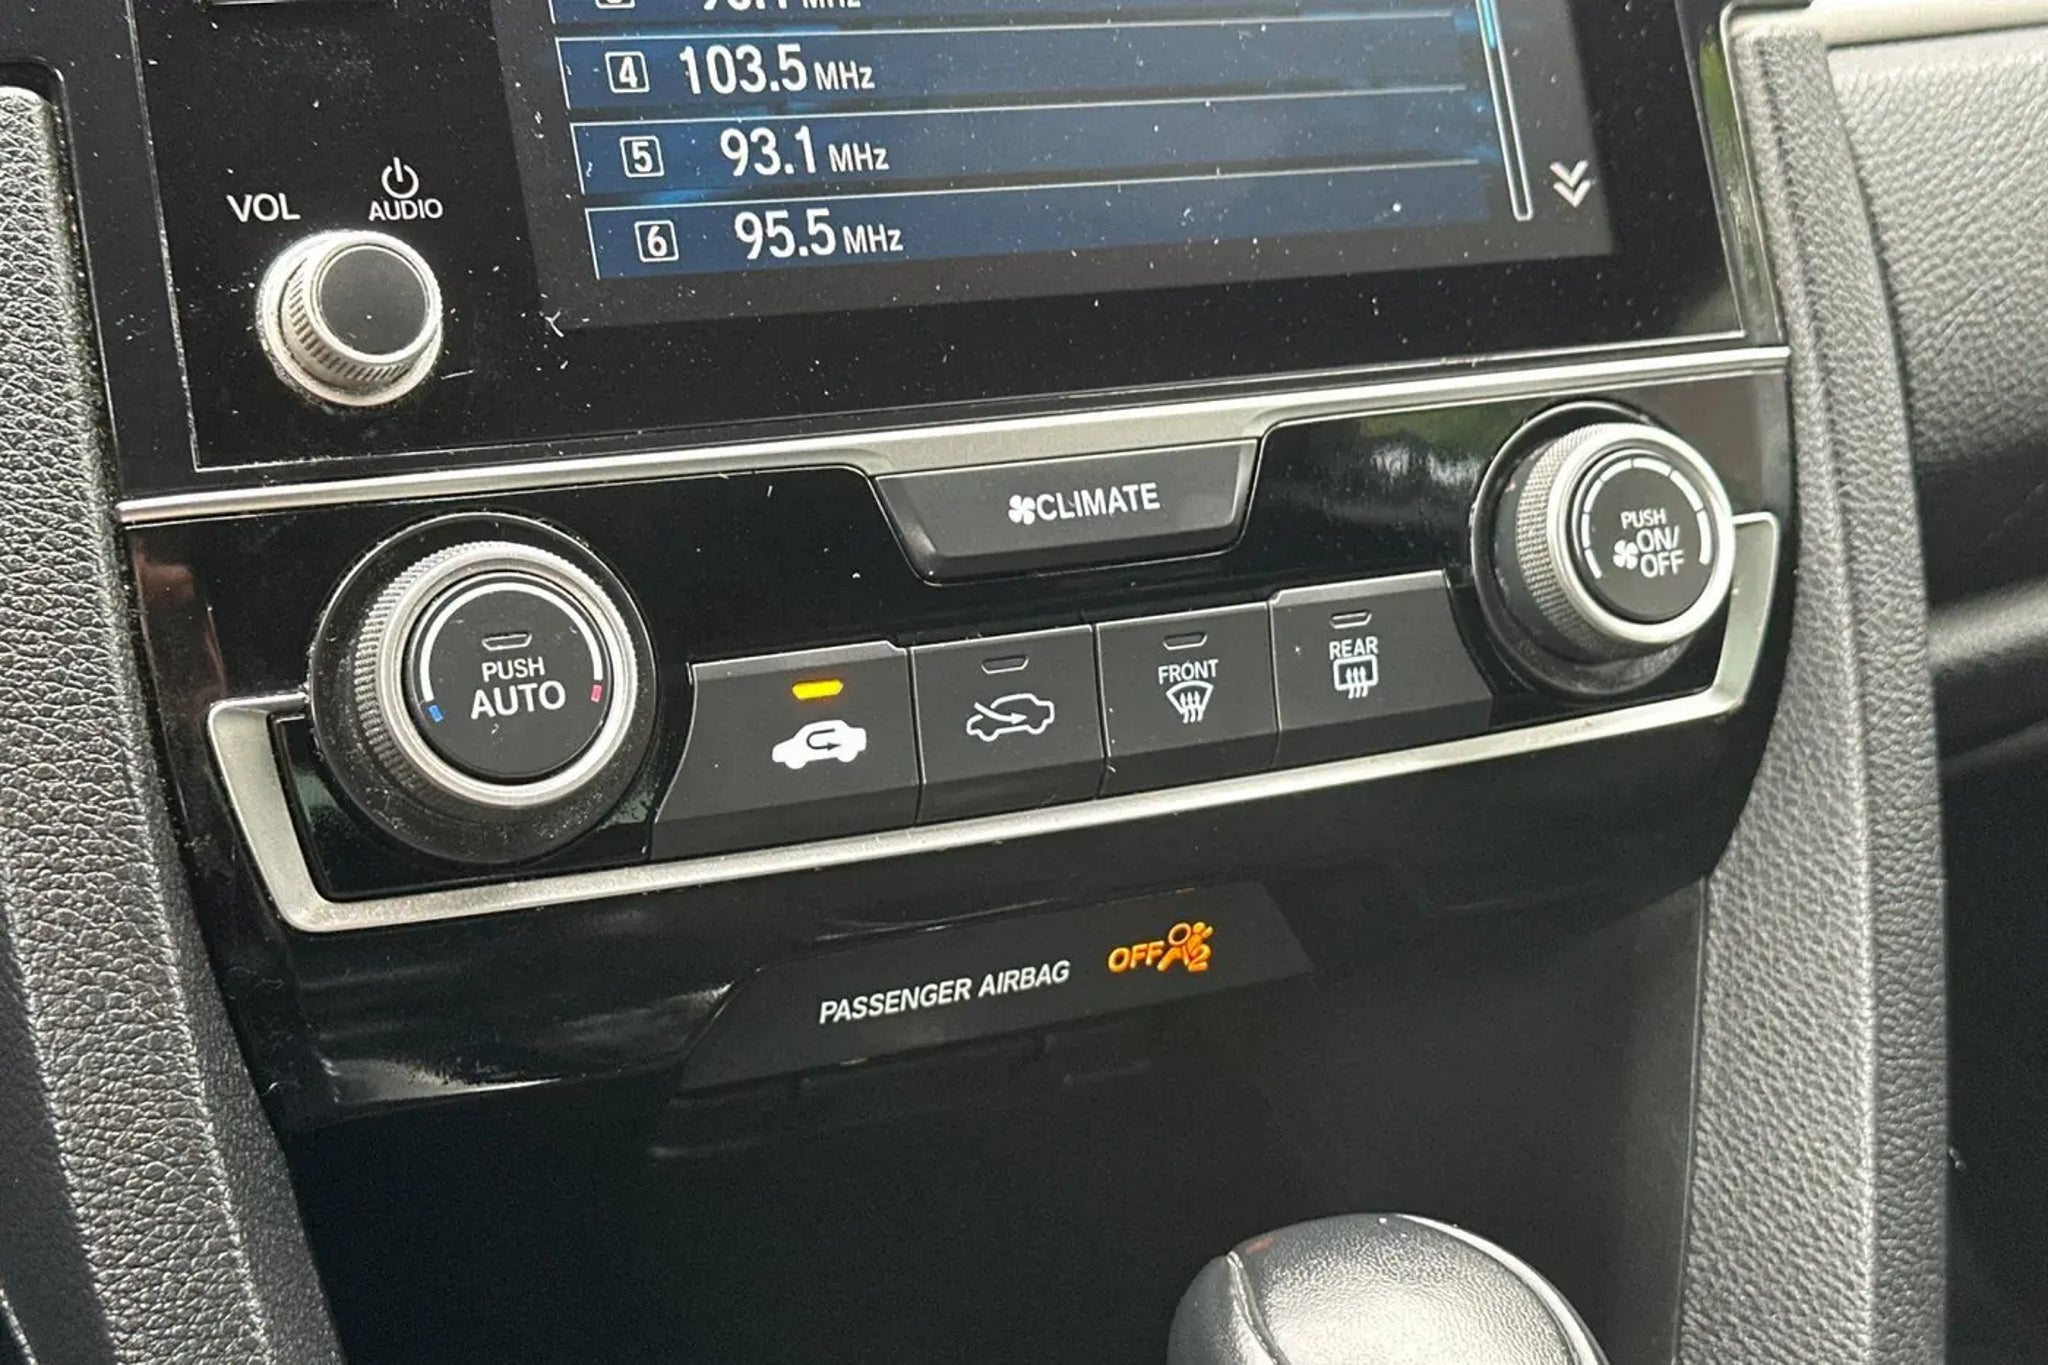 4 103.5 MHz
5 93.1 MHz
6 95.5 MHz
VOL
AUDIO
CLIMATE
PUSH
ON/
OFF
PUSH
AUTO
FRONT
REAR
PASSENGER AIRBAG OFF 2